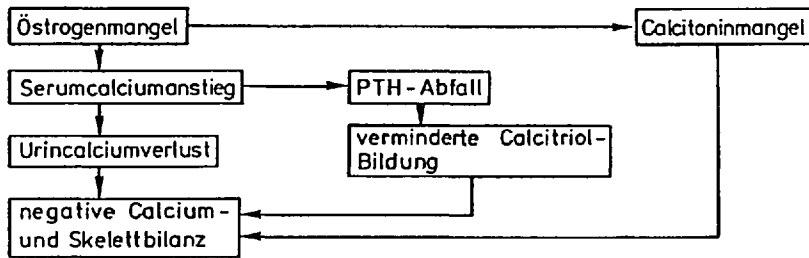 Östrogenmangel
Calcitoninmangel
Serumcalciumanstieg
PTH-Abfall
Urincalciumverlust
verminderte Calcitriol-
Bildung
negative Calcium-
und Skelettbilanz